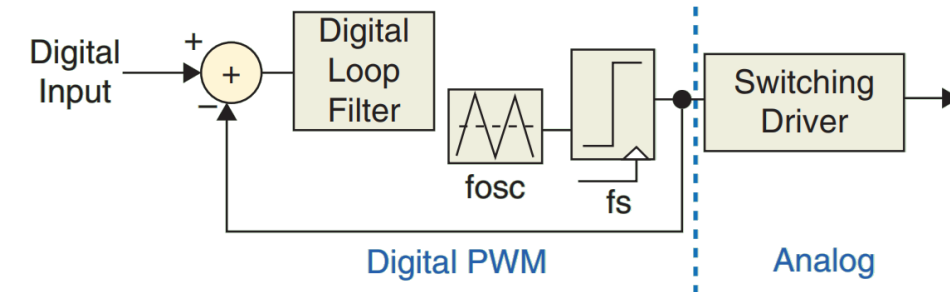 Digital
Input
+
−
+
Digital
Loop
Filter
fosc
fs
Switching
Driver
Digital PWM
Analog